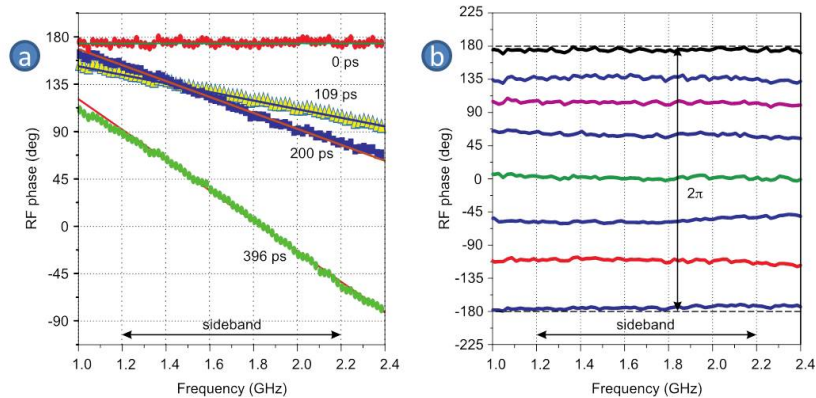 a
180
135
90
45
0
-45
-90
RF phase (deg)
0 ps
109 ps
200 ps
396 ps
sideband
1.0 1.2 1.4 1.6 1.8 2.0 2.2 2.4
Frequency (GHz)
b
225
180
135
90
45
0
-45
-90
-135
-180
-225
RF phase (deg)
2π
sideband
1.0 1.2 1.4 1.6 1.8 2.0 2.2 2.4
Frequency (GHz)